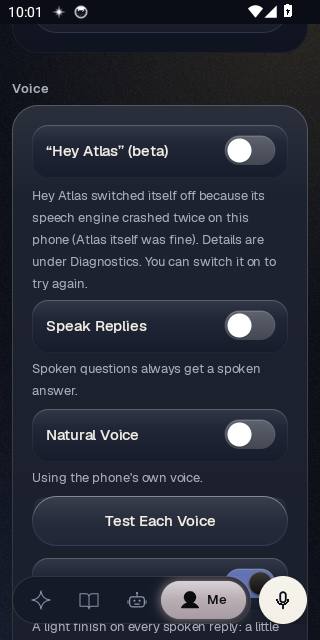 10:01
Voice
“Hey Atlas” (beta)
Hey Atlas switched itself off because its
speech engine crashed twice on this
phone (Atlas itself was fine). Details are
under Diagnostics. You can switch it on to
try again.
Speak Replies
Spoken questions always get a spoken
answer.
Natural Voice
Using the phone's own voice.
Test Each Voice
Me
A light finish on every spoken reply: a little